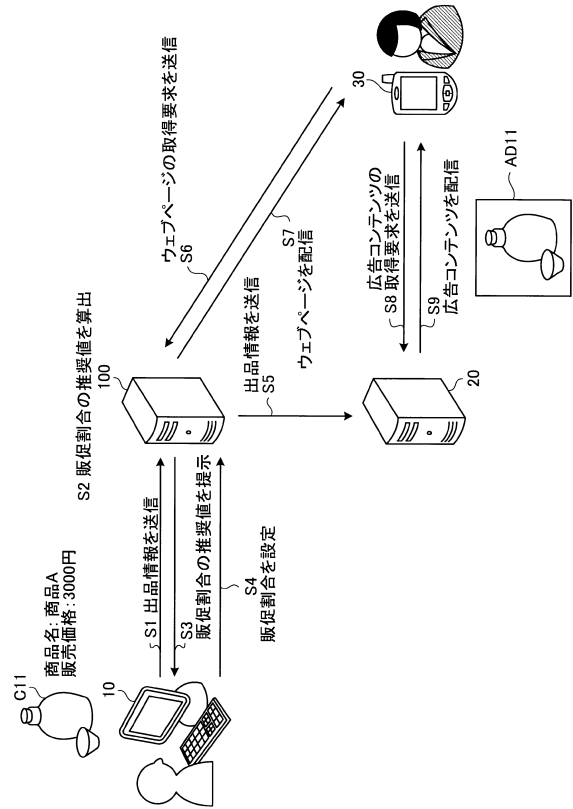 C11
商品名：商品A
販売価格：3000円
10
S1 出品情報を送信
S3
販促割合の推奨値を提示
S4
販促割合を設定
S2 販促割合の推奨値を算出
100
出品情報を送信
S5
20
ウェブページの取得要求を送信
S6
S7
ウェブページを配信
30
広告コンテンツの
S8 取得要求を送信
S9
広告コンテンツを配信
AD11